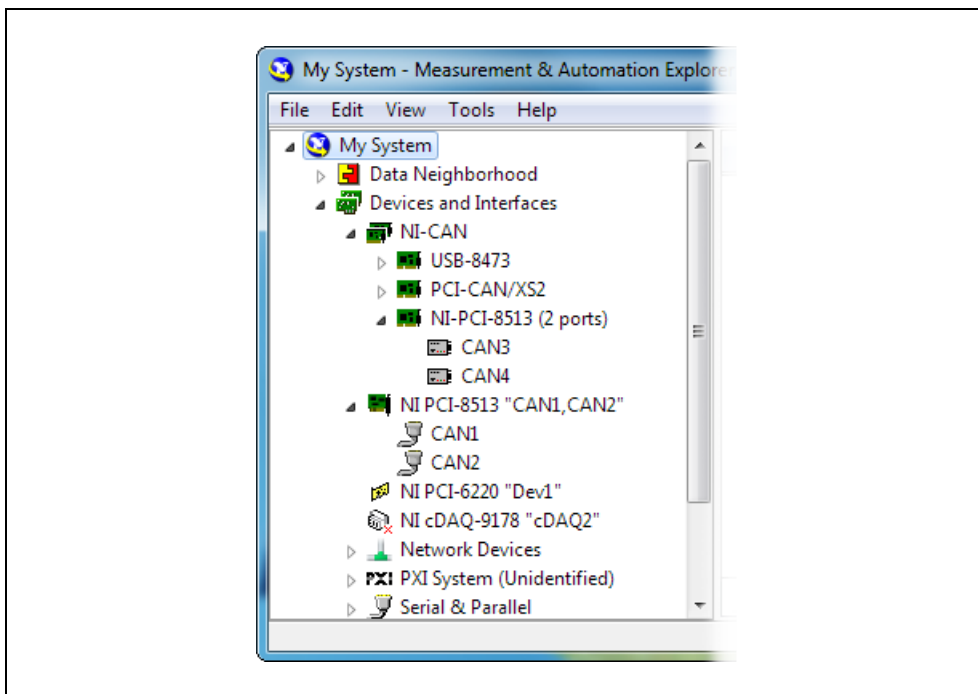 My System - Measurement & Automation Explorer
File Edit View Tools Help
My System
Data Neighborhood
Devices and Interfaces
NI-CAN
USB-8473
PCI-CAN/XS2
NI-PCI-8513 (2 ports)
CAN3
CAN4
NI PCI-8513 "CAN1,CAN2"
CAN1
CAN2
NI PCI-6220 "Dev1"
NI cDAQ-9178 "cDAQ2"
Network Devices
PXI PXI System (Unidentified)
Serial & Parallel